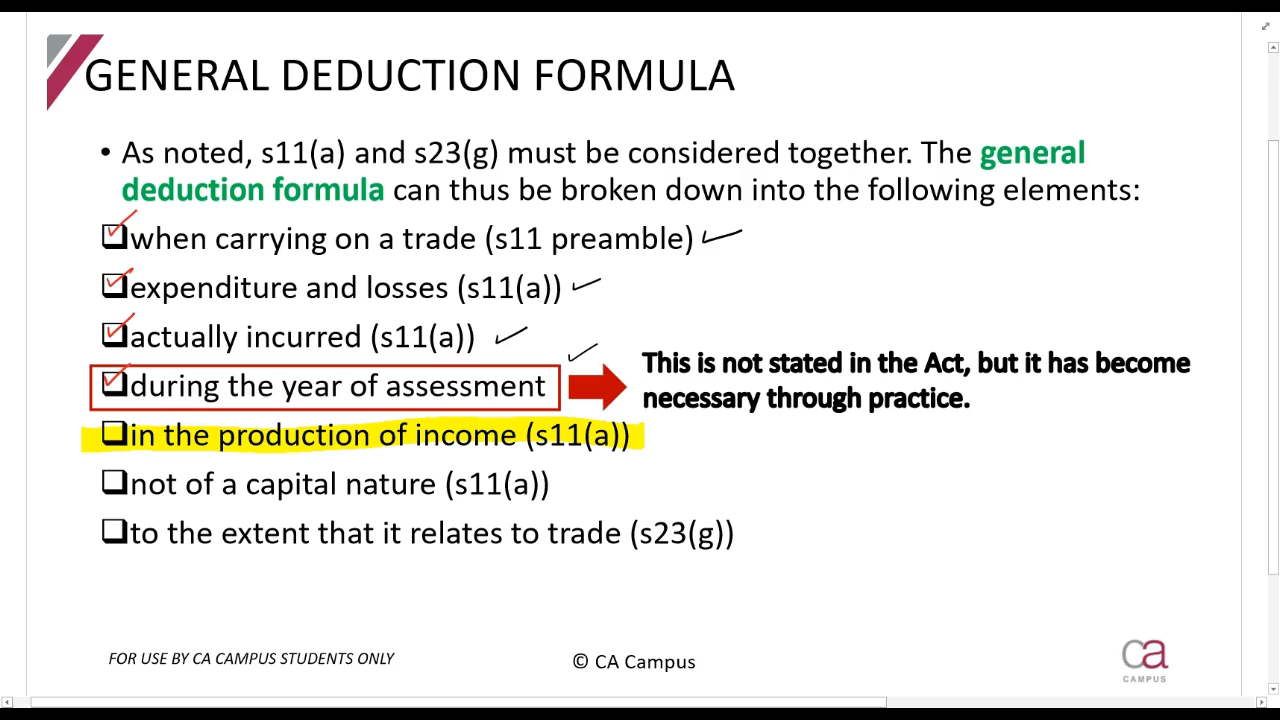 GENERAL DEDUCTION FORMULA
• As noted, s11(a) and s23(g) must be considered together. The general
deduction formula can thus be broken down into the following elements:
when carrying on a trade (s11 preamble)
expenditure and losses (s11(a))
actually incurred (s11(a))
during the year of assessment
This is not stated in the Act, but it has become
necessary through practice.
in the production of income (s11(a))
not of a capital nature (s11(a))
to the extent that it relates to trade (s23(g))
FOR USE BY CA CAMPUS STUDENTS ONLY
© CA Campus
ca
CAMPUS